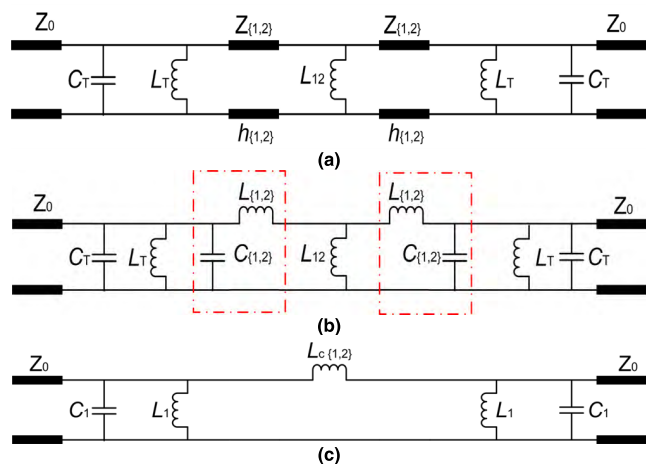 Z0 Z{1,2} Z{1,2} Z0
CT LT L12 LT CT
h{1,2} h{1,2}
(a)
L{1,2} L{1,2}
Z0 Z0
CT LT C{1,2} L12 C{1,2} LT CT
(b)
Lc{1,2}
Z0 Z0
C1 L1 L1 C1
(c)